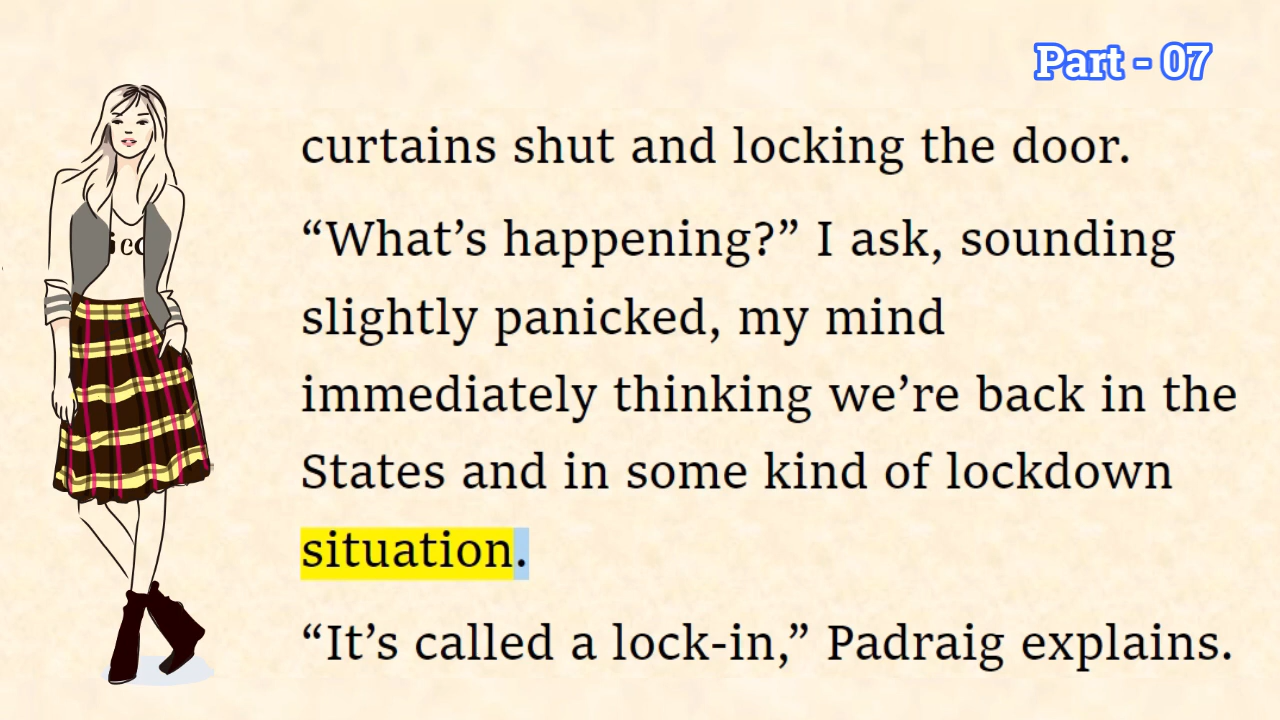 Part - 07
curtains shut and locking the door.
“What’s happening?” I ask, sounding
slightly panicked, my mind
immediately thinking we’re back in the
States and in some kind of lockdown
situation.
“It’s called a lock-in,” Padraig explains.